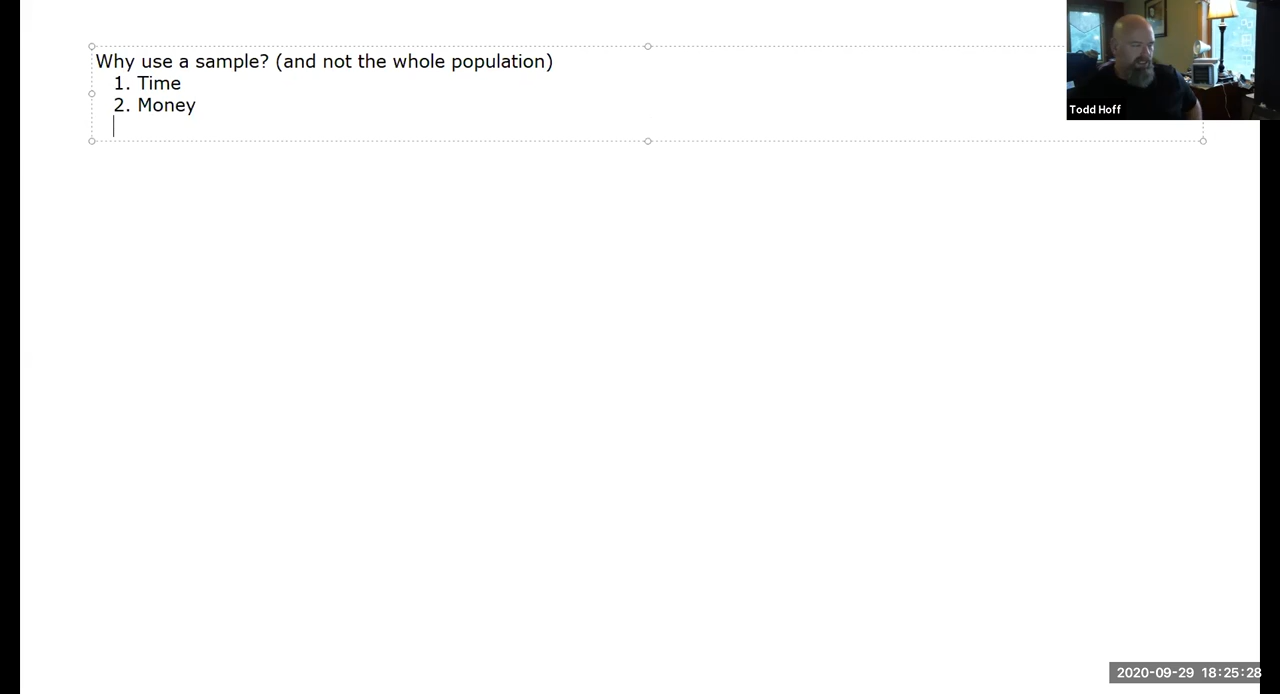 Why use a sample? (and not the whole population)
1. Time
2. Money
Todd Hoff
2020-09-29 18:25:28